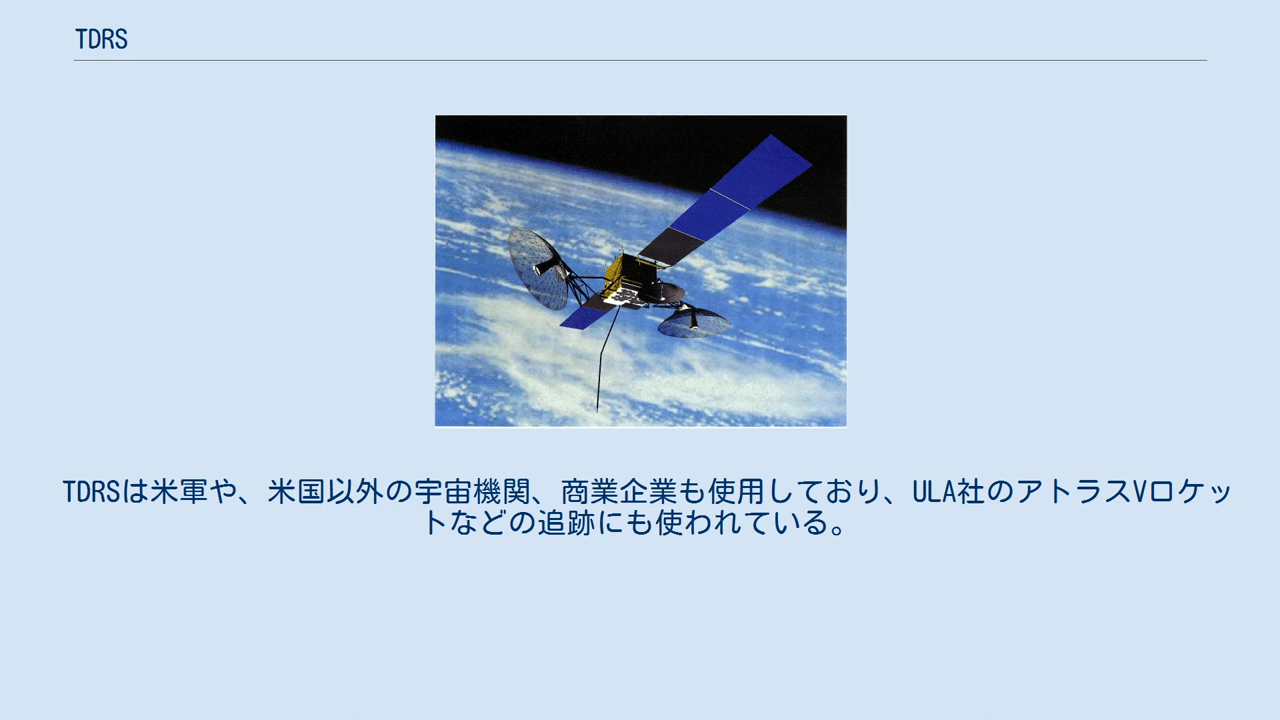 TDRS
TDRSは米軍や、米国以外の宇宙機関、商業企業も使用しており、ULA社のアトラスVロケッ
トなどの追跡にも使われている。